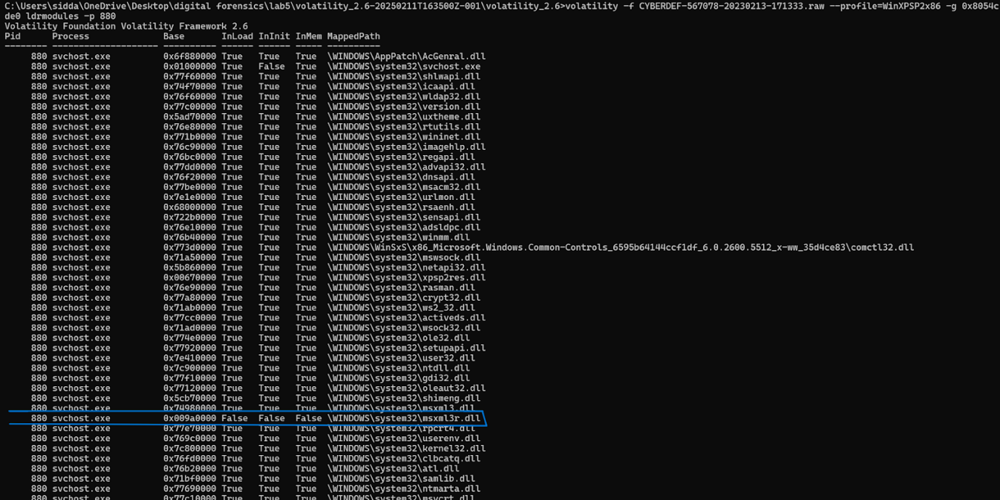 C:\Users\sidda\OneDrive\Desktop\digital forensics\lab5\volatility_2.6-20250211T163500Z-001\volatility_2.6>volatility -f CYBERDEF-567078-20230213-171333.raw --profile=WinXPSP2x86 -g 0x8054c
de0 ldrmodules -p 880
Volatility Foundation Volatility Framework 2.6
Pid      Process              Base       InLoad InInit InMem MappedPath
-------- -------------------- ---------- ------ ------ ----- ----------
880 svchost.exe 0x6f880000 True True True \WINDOWS\AppPatch\AcGenral.dll
880 svchost.exe 0x01000000 True False True \WINDOWS\system32\svchost.exe
880 svchost.exe 0x77f60000 True True True \WINDOWS\system32\shlwapi.dll
880 svchost.exe 0x74f70000 True True True \WINDOWS\system32\icaapi.dll
880 svchost.exe 0x76f60000 True True True \WINDOWS\system32\wldap32.dll
880 svchost.exe 0x77c00000 True True True \WINDOWS\system32\version.dll
880 svchost.exe 0x5ad70000 True True True \WINDOWS\system32\uxtheme.dll
880 svchost.exe 0x76e80000 True True True \WINDOWS\system32\rtutils.dll
880 svchost.exe 0x771b0000 True True True \WINDOWS\system32\wininet.dll
880 svchost.exe 0x76c90000 True True True \WINDOWS\system32\imagehlp.dll
880 svchost.exe 0x76bc0000 True True True \WINDOWS\system32\regapi.dll
880 svchost.exe 0x77dd0000 True True True \WINDOWS\system32\advapi32.dll
880 svchost.exe 0x76f20000 True True True \WINDOWS\system32\dnsapi.dll
880 svchost.exe 0x77be0000 True True True \WINDOWS\system32\msacm32.dll
880 svchost.exe 0x7e1e0000 True True True \WINDOWS\system32\urlmon.dll
880 svchost.exe 0x68000000 True True True \WINDOWS\system32\rsaenh.dll
880 svchost.exe 0x722b0000 True True True \WINDOWS\system32\sensapi.dll
880 svchost.exe 0x76e10000 True True True \WINDOWS\system32\adsldpc.dll
880 svchost.exe 0x76b40000 True True True \WINDOWS\system32\winmm.dll
880 svchost.exe 0x773d0000 True True True \WINDOWS\WinSxS\x86_Microsoft.Windows.Common-Controls_6595b64144ccf1df_6.0.2600.5512_x-ww_35d4ce83\comctl32.dll
880 svchost.exe 0x71a50000 True True True \WINDOWS\system32\mswsock.dll
880 svchost.exe 0x5b860000 True True True \WINDOWS\system32\netapi32.dll
880 svchost.exe 0x00670000 True True True \WINDOWS\system32\xpsp2res.dll
880 svchost.exe 0x76e90000 True True True \WINDOWS\system32\rasman.dll
880 svchost.exe 0x77a80000 True True True \WINDOWS\system32\crypt32.dll
880 svchost.exe 0x71ab0000 True True True \WINDOWS\system32\ws2_32.dll
880 svchost.exe 0x77cc0000 True True True \WINDOWS\system32\activeds.dll
880 svchost.exe 0x71ad0000 True True True \WINDOWS\system32\wsock32.dll
880 svchost.exe 0x774e0000 True True True \WINDOWS\system32\ole32.dll
880 svchost.exe 0x77920000 True True True \WINDOWS\system32\setupapi.dll
880 svchost.exe 0x7e410000 True True True \WINDOWS\system32\user32.dll
880 svchost.exe 0x7c900000 True True True \WINDOWS\system32\ntdll.dll
880 svchost.exe 0x77f10000 True True True \WINDOWS\system32\gdi32.dll
880 svchost.exe 0x77120000 True True True \WINDOWS\system32\oleaut32.dll
880 svchost.exe 0x5cb70000 True True True \WINDOWS\system32\shimeng.dll
880 svchost.exe 0x74980000 True True True \WINDOWS\system32\msxml3.dll
880 svchost.exe 0x009a0000 False False False \WINDOWS\system32\msxml3r.dll
880 svchost.exe 0x77e70000 True True True \WINDOWS\system32\rpcrt4.dll
880 svchost.exe 0x769c0000 True True True \WINDOWS\system32\userenv.dll
880 svchost.exe 0x7c800000 True True True \WINDOWS\system32\kernel32.dll
880 svchost.exe 0x76fd0000 True True True \WINDOWS\system32\clbcatq.dll
880 svchost.exe 0x76b20000 True True True \WINDOWS\system32\atl.dll
880 svchost.exe 0x71bf0000 True True True \WINDOWS\system32\samlib.dll
880 svchost.exe 0x77690000 True True True \WINDOWS\system32\ntmarta.dll
880 svchost.exe 0x77c10000 True True True \WINDOWS\system32\msvcrt.dll